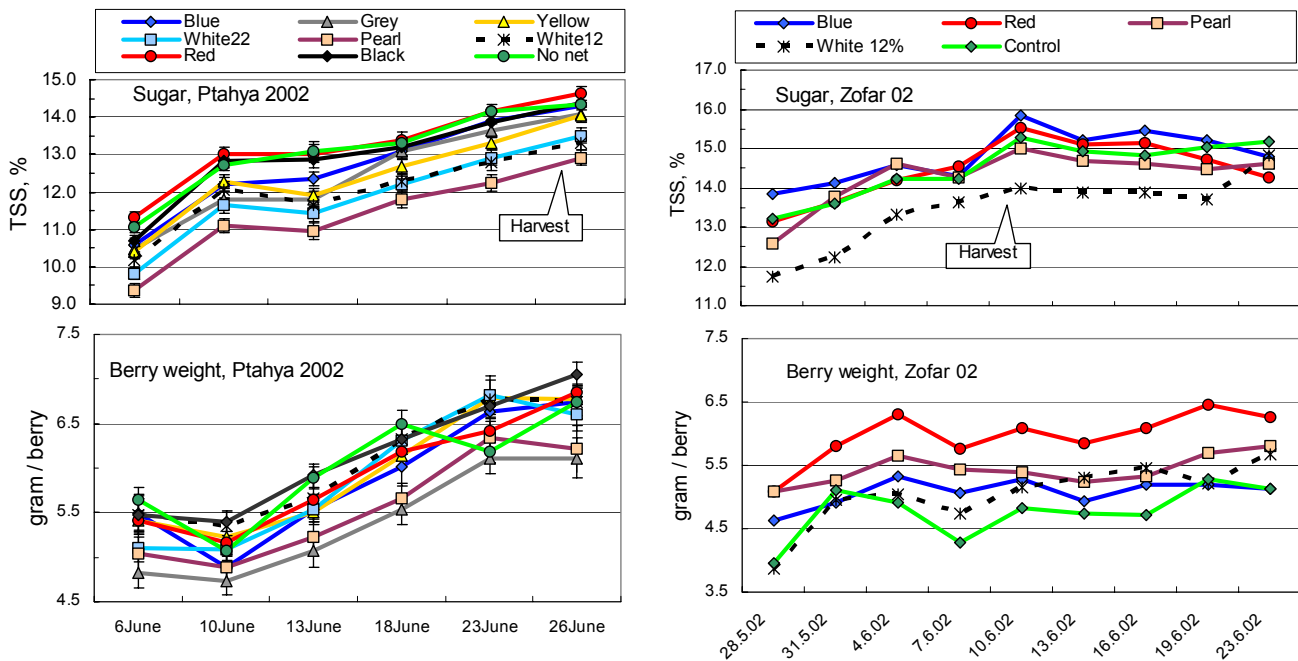 Blue Grey Yellow
White22 Pearl White12
Red Black No net
Sugar, Ptahya 2002
TSS, %
15.0
14.0
13.0
12.0
11.0
10.0
9.0
Harvest
Berry weight, Ptahya 2002
gram / berry
7.5
6.5
5.5
4.5
6June 10June 13June 18June 23June 26June
Blue Red Pearl
White 12% Control
Sugar, Zofar 02
TSS, %
17.0
16.0
15.0
14.0
13.0
12.0
11.0
Harvest
Berry weight, Zofar 02
gram / berry
7.5
6.5
5.5
4.5
3.5
28.5.02 31.5.02 4.6.02 7.6.02 10.6.02 13.6.02 16.6.02 19.6.02 23.6.02